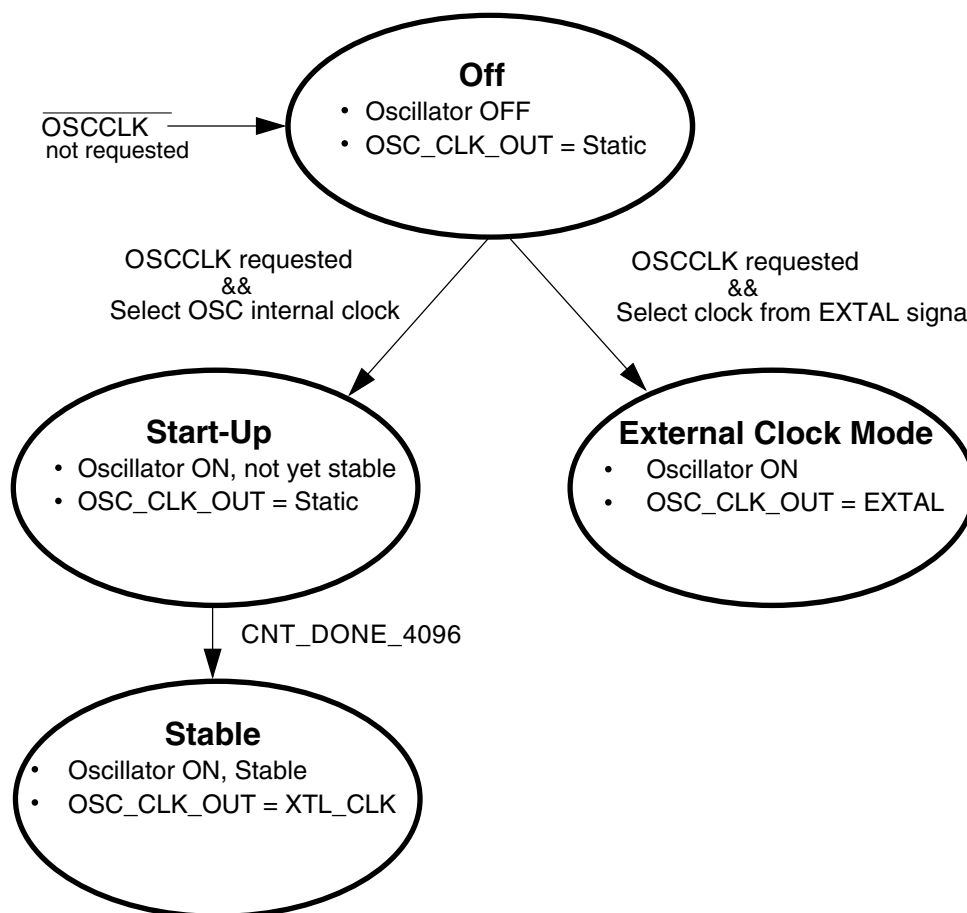 Off
• Oscillator OFF
• OSC_CLK_OUT = Static
OSCCLK
not requested
OSCCLK requested
&&
Select OSC internal clock
OSCCLK requested
&&
Select clock from EXTAL signa
Start-Up
• Oscillator ON, not yet stable
• OSC_CLK_OUT = Static
External Clock Mode
• Oscillator ON
• OSC_CLK_OUT = EXTAL
CNT_DONE_4096
Stable
• Oscillator ON, Stable
• OSC_CLK_OUT = XTL_CLK